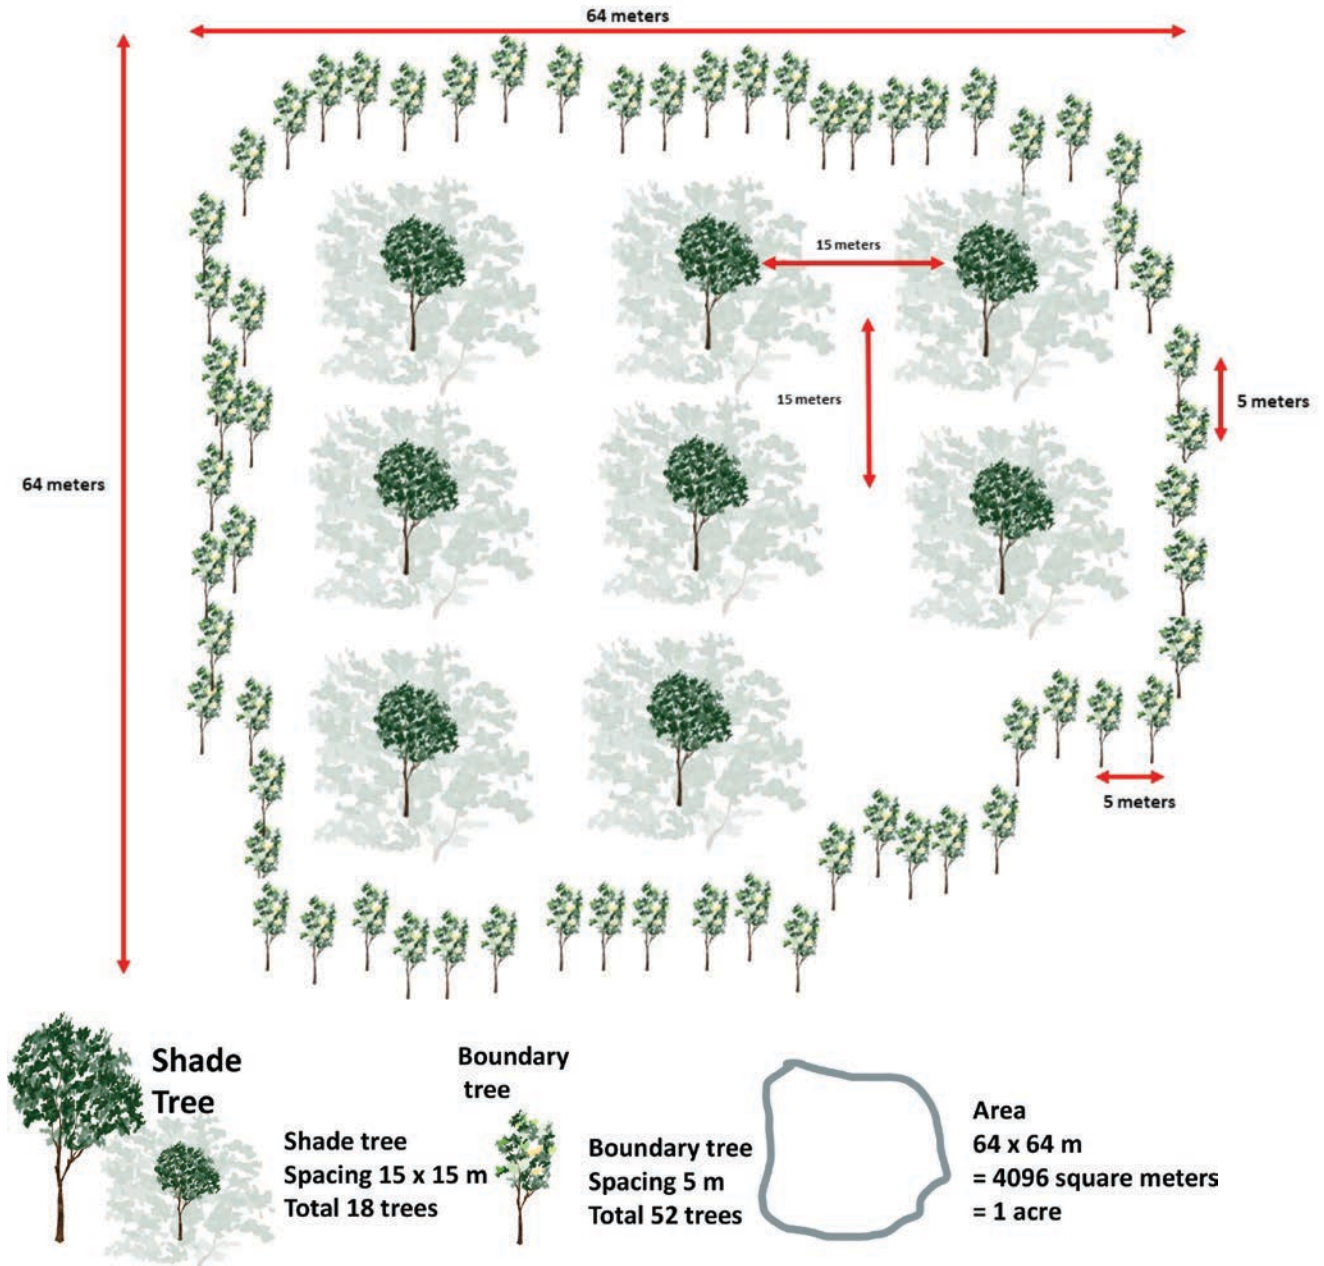 64 meters
15 meters
15 meters
5 meters
64 meters
5 meters
Shade
Tree
Shade tree
Spacing 15 x 15 m
Total 18 trees
Boundary
tree
Boundary tree
Spacing 5 m
Total 52 trees
Area
64 x 64 m
= 4096 square meters
= 1 acre